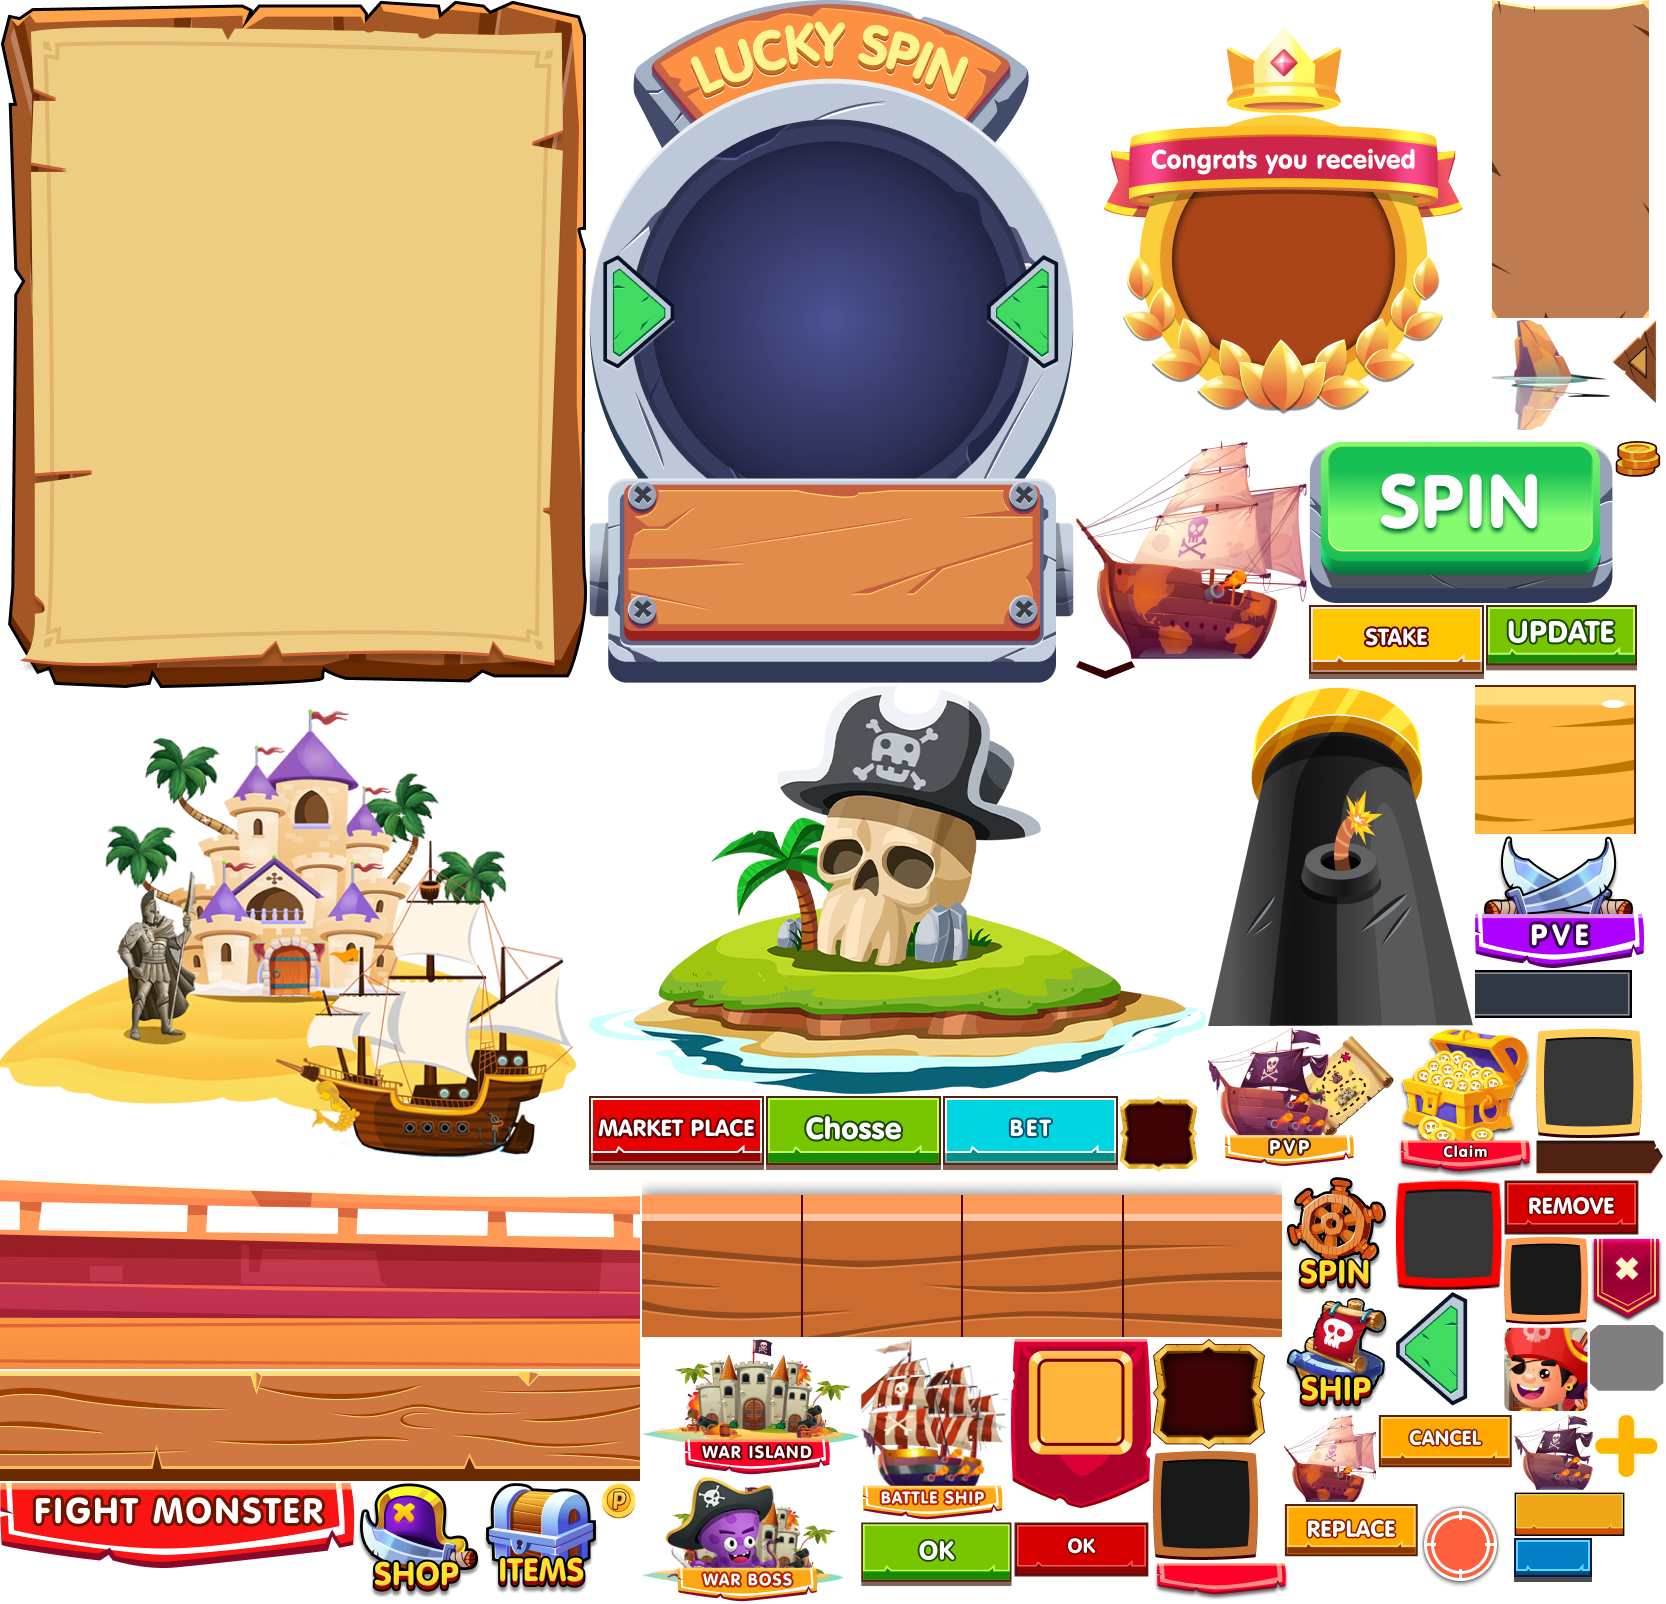 LUCKY SPIN
Congrats you received
SPIN
STAKE
UPDATE
PVE
MARKET PLACE
Chosse
BET
PVP
Claim
SPIN
REMOVE
SHIP
WAR ISLAND
BATTLE SHIP
CANCEL
FIGHT MONSTER
P
SHOP
ITEMS
WAR BOSS
OK
OK
REPLACE